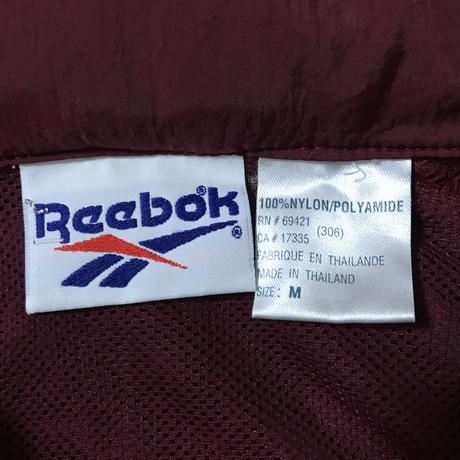 Reebok®
®
100%NYLON/POLYAMIDE
RN # 69421
(306)
CA # 17335
FABRIQUE EN THAILANDE
MADE IN THAILAND
SIZE: M